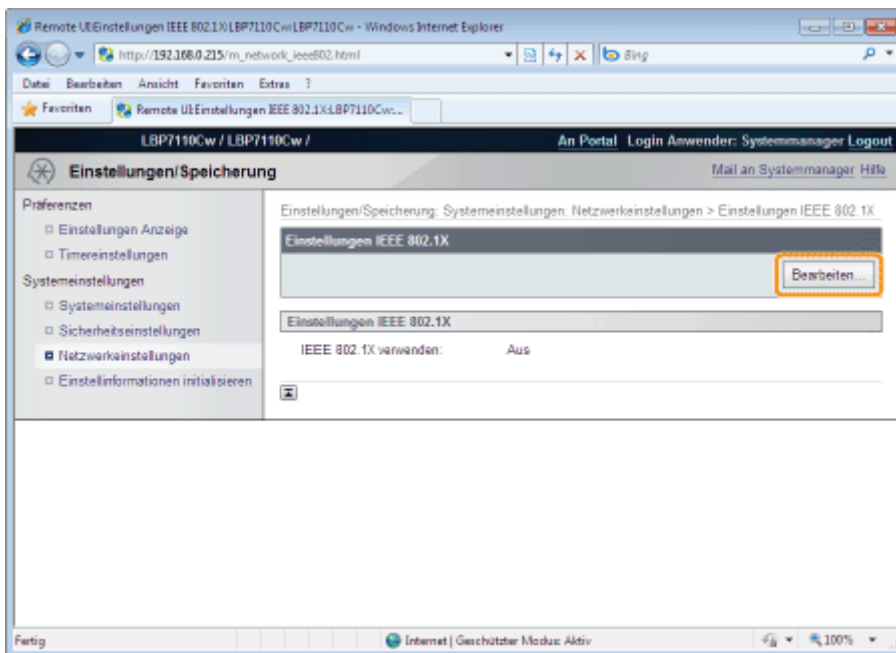 Remote UI:Einstellungen IEEE 802.1X:LBP7110Cw:LBP7110Cw - Windows Internet Explorer
http://192.168.0.215/m_network_ieee802.html
Bing
Datei Bearbeiten Ansicht Favoriten Extras ?
Favoriten Remote UI:Einstellungen IEEE 802.1X:LBP7110Cw:...
LBP7110Cw / LBP7110Cw / An Portal Login Anwender: Systemmanager Logout
Einstellungen/Speicherung Mail an Systemmanager Hilfe
Präferenzen
Einstellungen Anzeige
Timereinstellungen
Systemeinstellungen
Systemeinstellungen
Sicherheitseinstellungen
Netzwerkeinstellungen
Einstellinformationen initialisieren
Einstellungen/Speicherung: Systemeinstellungen: Netzwerkeinstellungen > Einstellungen IEEE 802.1X
Einstellungen IEEE 802.1X
Bearbeiten...
Einstellungen IEEE 802.1X
IEEE 802.1X verwenden: Aus
Fertig Internet | Geschützter Modus: Aktiv 100%